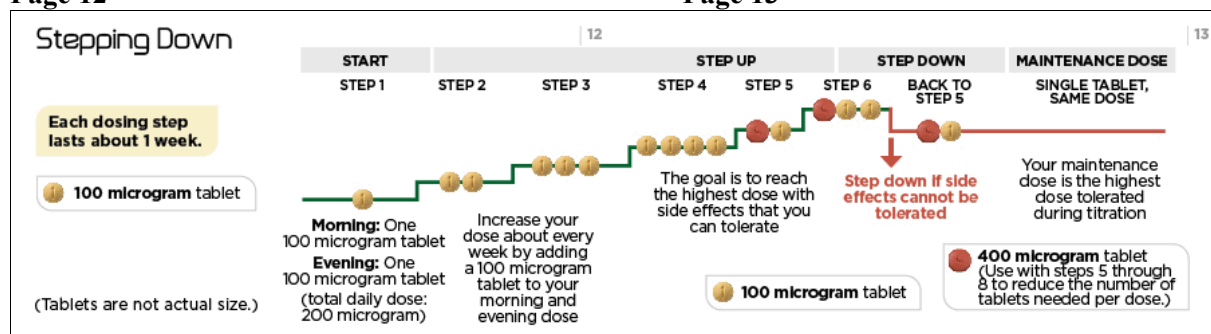 Page 12
Page 13
Stepping Down
12
13
START
STEP UP
STEP DOWN
MAINTENANCE DOSE
STEP 1
STEP 2
STEP 3
STEP 4
STEP 5
STEP 6
BACK TO
STEP 5
SINGLE TABLET,
SAME DOSE
Each dosing step
lasts about 1 week.
100 microgram tablet
Morning: One
100 microgram tablet
Evening: One
100 microgram tablet
(total daily dose:
200 microgram)
Increase your
dose about every
week by adding
a 100 microgram
tablet to your
morning and
evening dose
The goal is to reach
the highest dose with
side effects that you
can tolerate
Step down if side
effects cannot be
tolerated
Your maintenance
dose is the highest
dose tolerated
during titration
(Tablets are not actual size.)
100 microgram tablet
400 microgram tablet
(Use with steps 5 through
8 to reduce the number of
tablets needed per dose.)